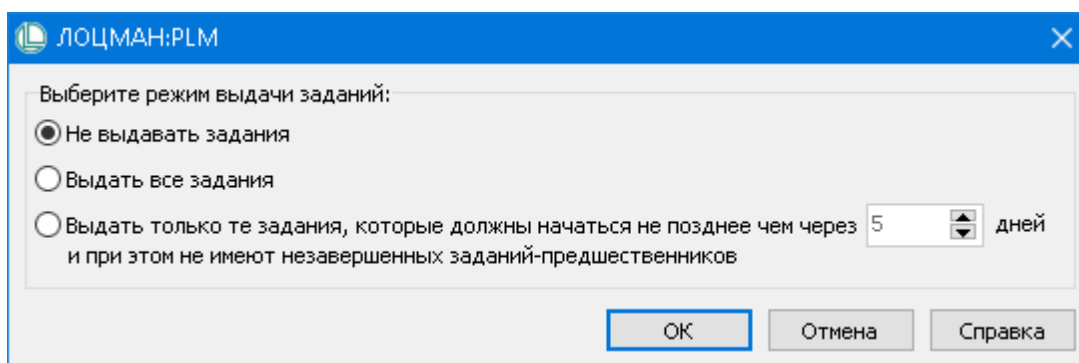 ЛОЦМАН:PLM
Выберите режим выдачи заданий:
Не выдавать задания
Выдать все задания
Выдать только те задания, которые должны начаться не позднее чем через 5 дней
и при этом не имеют незавершенных заданий-предшественников
ОК Отмена Справка